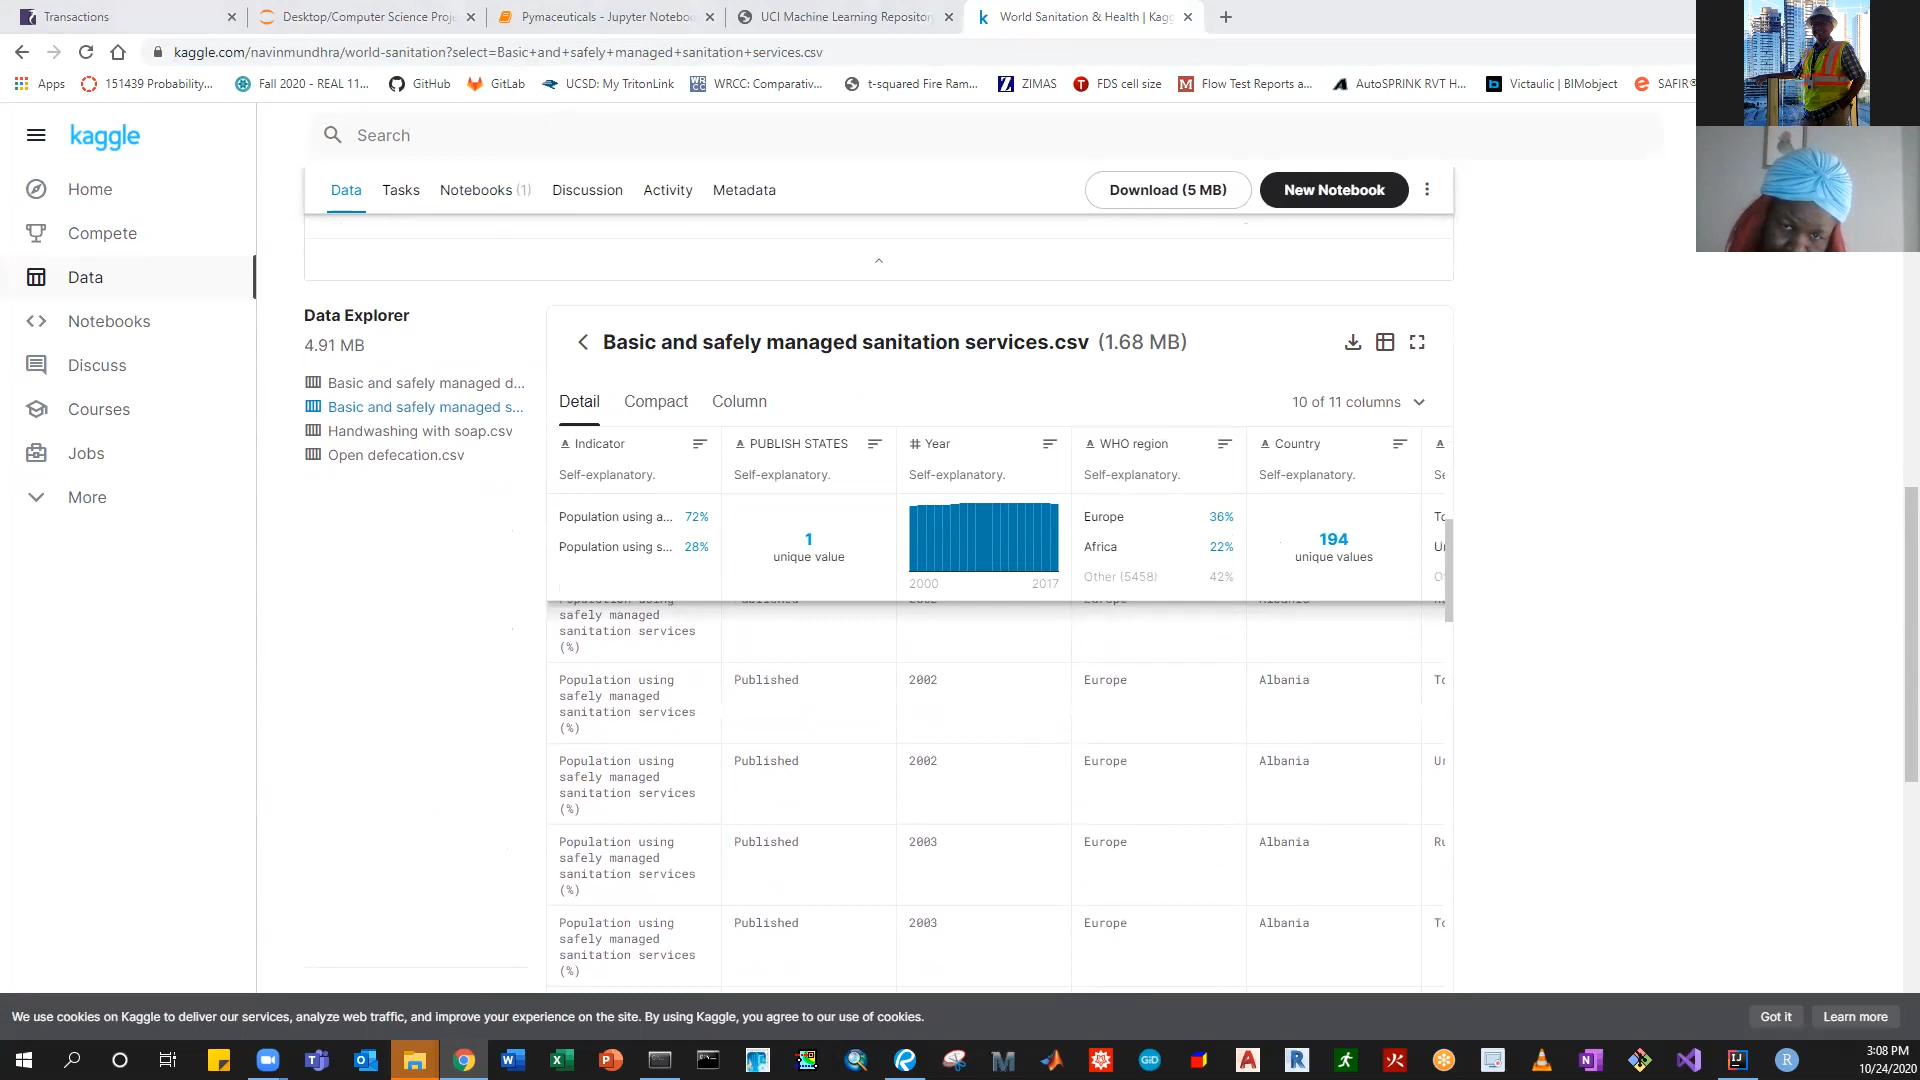 Transactions
Desktop/Computer Science Proj
Pymaceuticals - Jupyter Notebo
UCI Machine Learning Repositor
World Sanitation & Health | Kagg
kaggle.com/navinmundhra/world-sanitation?select=Basic+and+safely+managed+sanitation+services.csv
Apps
151439 Probability...
Fall 2020 - REAL 11...
GitHub
GitLab
UCSD: My TritonLink
WRCC: Comparativ...
t-squared Fire Ram...
ZIMAS
FDS cell size
Flow Test Reports a...
AutoSPRINK RVT H...
Victaulic | BIMobject
SAFIR®
kaggle
Search
Home
Compete
Data
Notebooks
Discuss
Courses
Jobs
More
Data Tasks Notebooks (1) Discussion Activity Metadata
Download (5 MB)
New Notebook
Data Explorer
4.91 MB
Basic and safely managed d...
Basic and safely managed s...
Handwashing with soap.csv
Open defecation.csv
Basic and safely managed sanitation services.csv (1.68 MB)
Detail Compact Column
10 of 11 columns
Indicator PUBLISH STATES # Year WHO region Country
Self-explanatory. Self-explanatory. Self-explanatory. Self-explanatory. Self-explanatory. Se
Population using a... 72%
Population using s... 28%
1
unique value
2000 2017
Europe 36%
Africa 22%
Other (5458) 42%
194
unique values
To
Ur
safely managed
sanitation services
(%)
Population using Published 2002 Europe Albania To
safely managed
sanitation services
(%)
Population using Published 2002 Europe Albania Ur
safely managed
sanitation services
(%)
Population using Published 2003 Europe Albania Ru
safely managed
sanitation services
(%)
Population using Published 2003 Europe Albania To
safely managed
sanitation services
(%)
We use cookies on Kaggle to deliver our services, analyze web traffic, and improve your experience on the site. By using Kaggle, you agree to our use of cookies.
Got it
Learn more
3:08 PM
10/24/2020